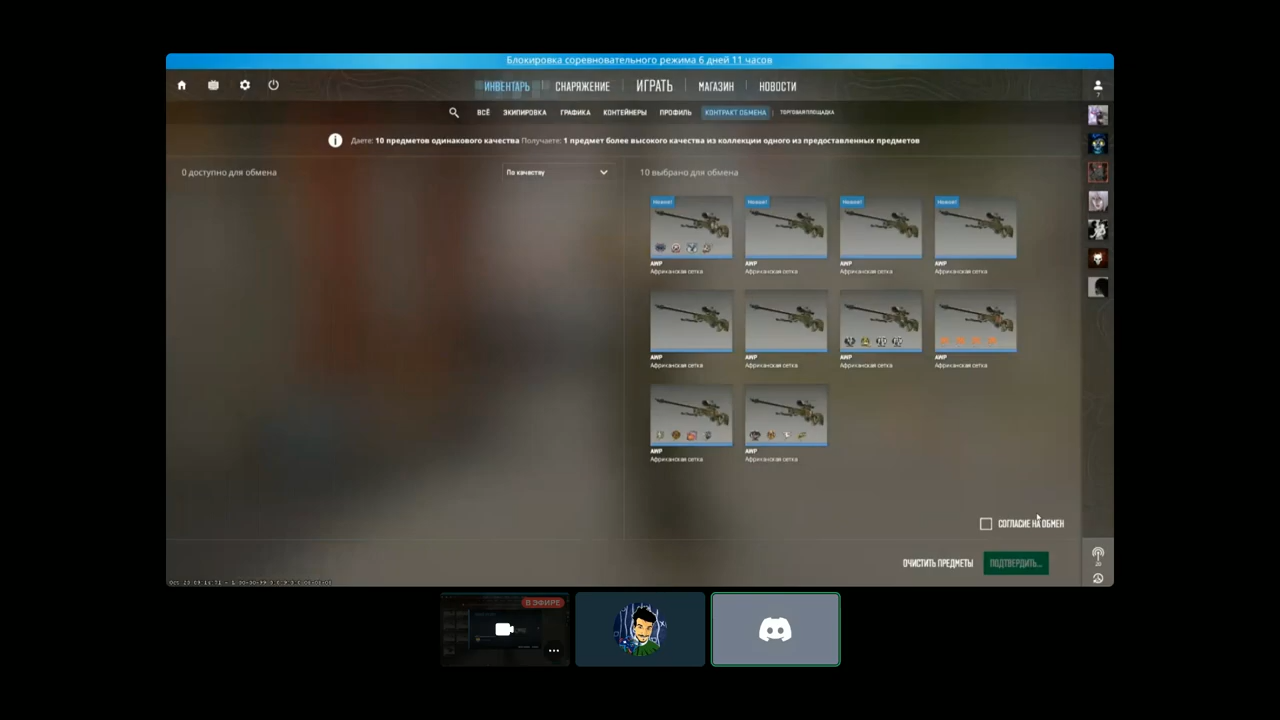 Блокировка соревновательного режима 6 дней 11 часов
ИНВЕНТАРЬ СНАРЯЖЕНИЕ ИГРАТЬ МАГАЗИН НОВОСТИ
ВСЁ ЭКИПИРОВКА ГРАФИКА КОНТЕЙНЕРЫ ПРОФИЛЬ КОНТРАКТ ОБМЕНА ТОРГОВАЯ ПЛОЩАДКА
Даете: 10 предметов одинакового качества Получаете: 1 предмет более высокого качества из коллекции одного из предоставленных предметов
0 доступно для обмена
По качеству
10 выбрано для обмена
Новое! Новое! Новое! Новое!
AWP AWP AWP AWP
Африканская сетка Африканская сетка Африканская сетка Африканская сетка
AWP AWP AWP AWP
Африканская сетка Африканская сетка Африканская сетка Африканская сетка
AWP AWP
Африканская сетка Африканская сетка
СОГЛАСИЕ НА ОБМЕН
ОЧИСТИТЬ ПРЕДМЕТЫ ПОДТВЕРДИТЬ...
В ЭФИРЕ